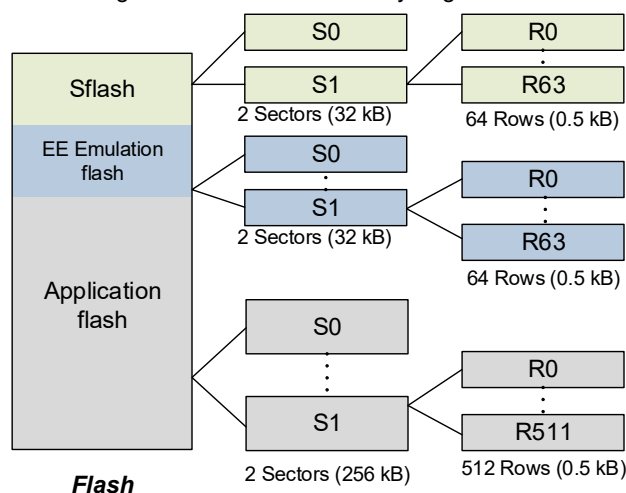 Sflash
S0
S1
2 Sectors (32 kB)
R0
R63
64 Rows (0.5 kB)
EE Emulation
flash
S0
S1
2 Sectors (32 kB)
R0
R63
64 Rows (0.5 kB)
Application
flash
S0
S1
2 Sectors (256 kB)
R0
R511
512 Rows (0.5 kB)
Flash